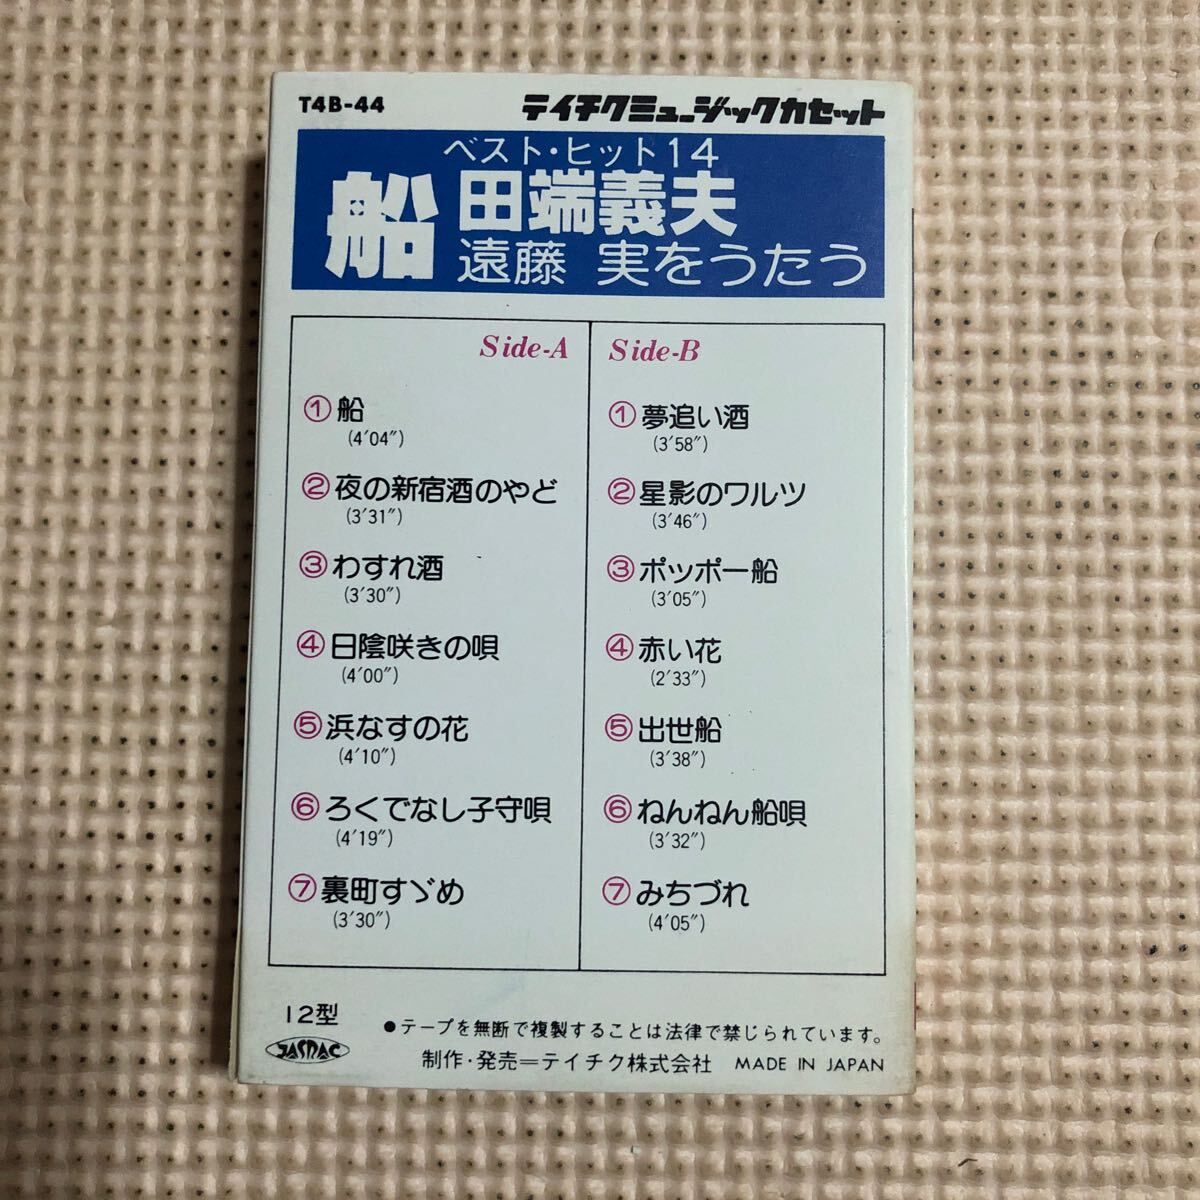 T4B-44
テイチクミュージックカセット
ベスト・ヒット14
船
田端義夫
遠藤 実をうたう
Side-A
①船
(4′04″)
②夜の新宿酒のやど
(3′31″)
③わすれ酒
(3′30″)
④日陰咲きの唄
(4′00″)
⑤浜なすの花
(4′10″)
⑥ろくでなし子守唄
(4′19″)
⑦裏町すゞめ
(3′30″)
Side-B
①夢追い酒
(3′58″)
②星影のワルツ
(3′46″)
③ポッポー船
(3′05″)
④赤い花
(2′33″)
⑤出世船
(3′38″)
⑥ねんねん船唄
(3′32″)
⑦みちづれ
(4′05″)
12型
JASRAC
●テープを無断で複製することは法律で禁じられています。
制作・発売＝テイチク株式会社 MADE IN JAPAN